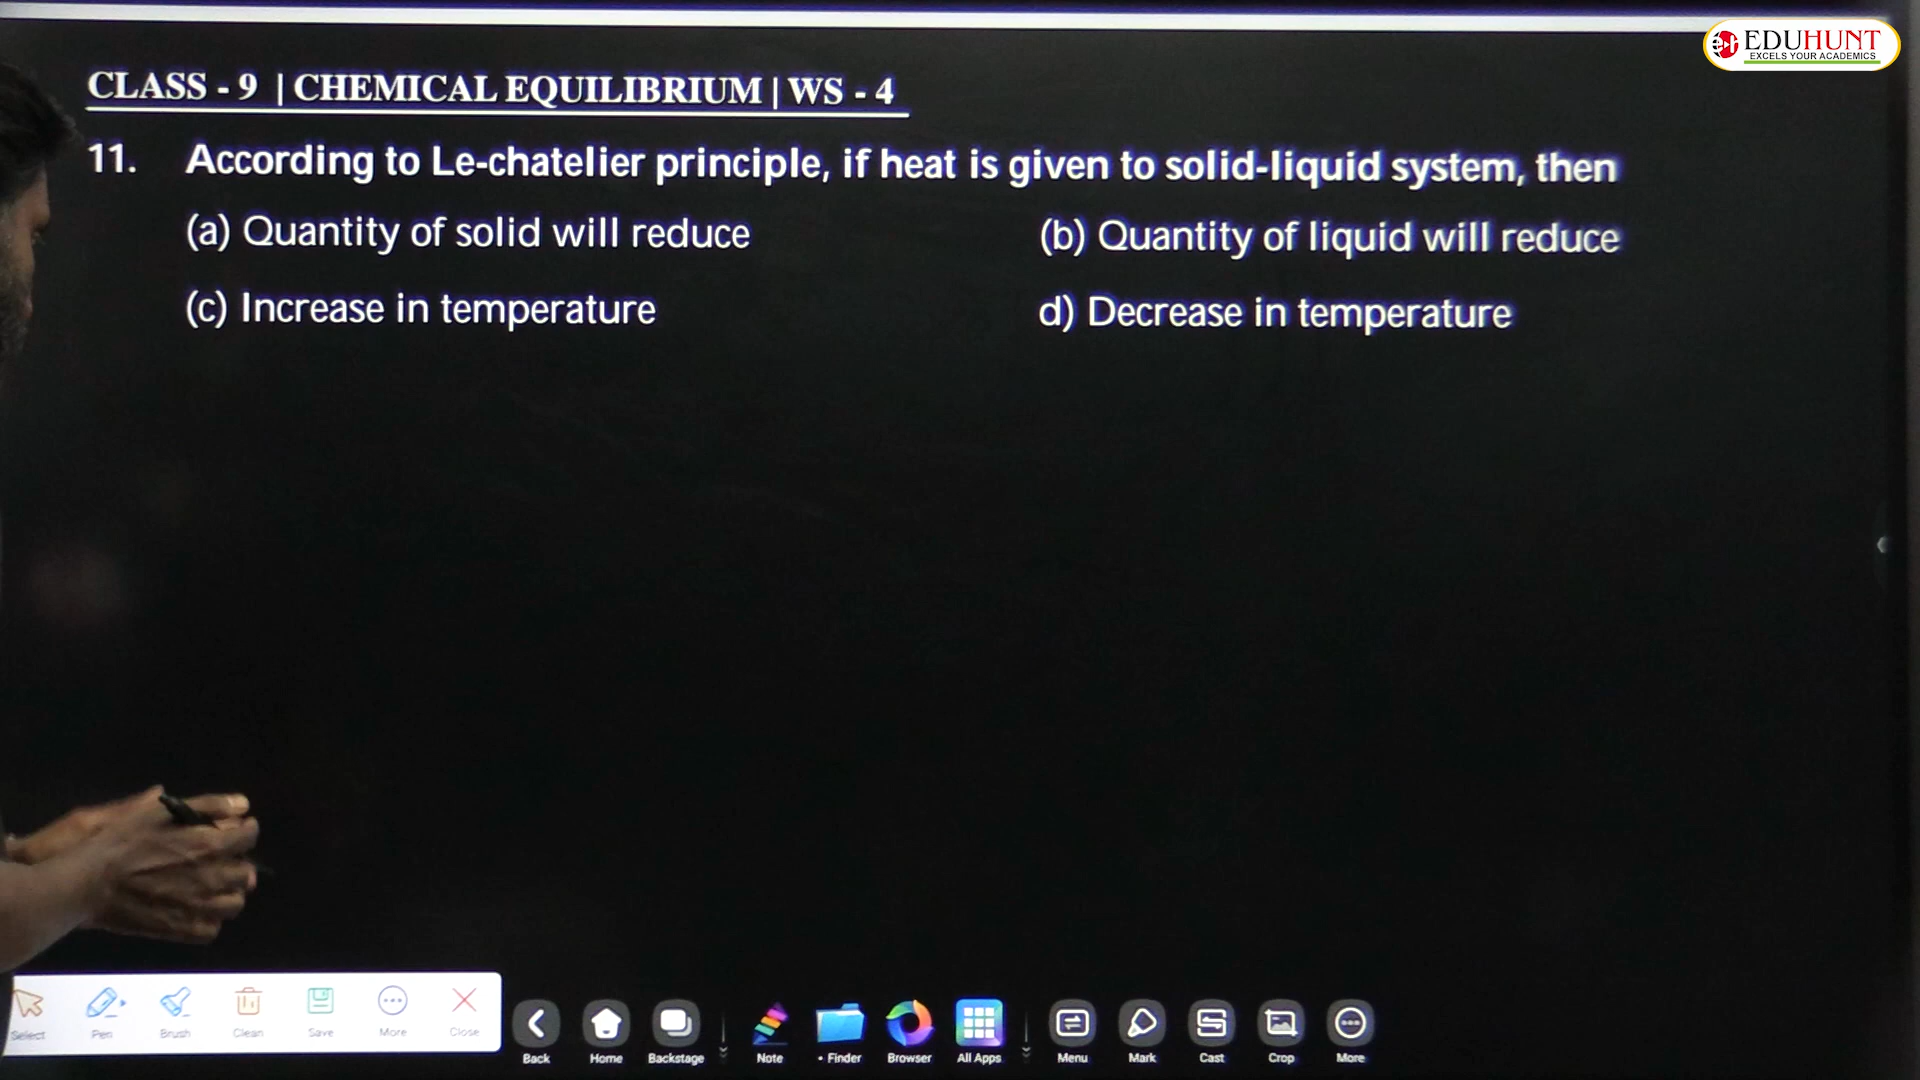 EDUHUNT
EXCELS YOUR ACADEMICS
CLASS - 9 | CHEMICAL EQUILIBRIUM | WS - 4
11. According to Le-chatelier principle, if heat is given to solid-liquid system, then
(a) Quantity of solid will reduce (b) Quantity of liquid will reduce
(c) Increase in temperature d) Decrease in temperature
Select Pen Brush Clean Save More Close
Back Home Backstage Note • Finder Browser All Apps Menu Mark Cast Crop More